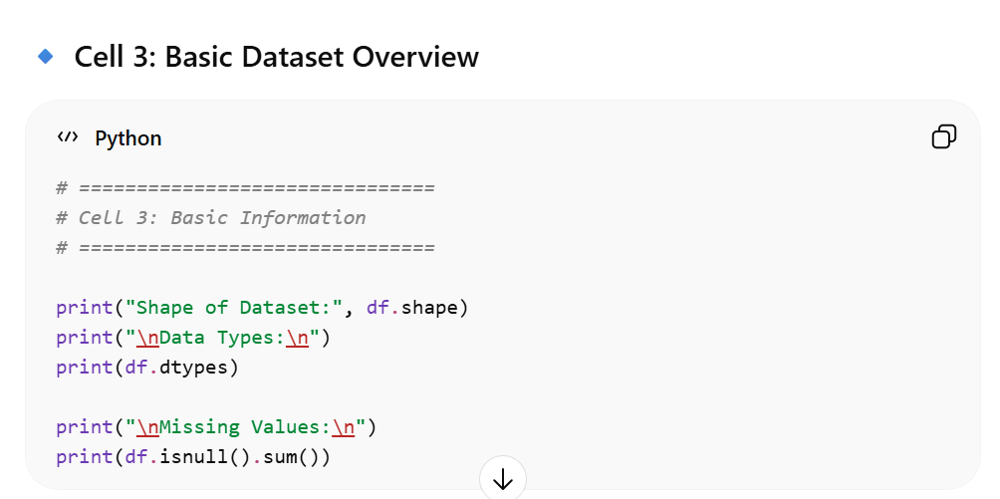 Cell 3: Basic Dataset Overview
Python
# ===============================
# Cell 3: Basic Information
# ===============================
print("Shape of Dataset:", df.shape)
print("\nData Types:\n")
print(df.dtypes)
print("\nMissing Values:\n")
print(df.isnull().sum())